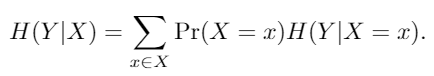 H(Y|X) = ∑_{x∈X} Pr(X = x)H(Y|X = x).